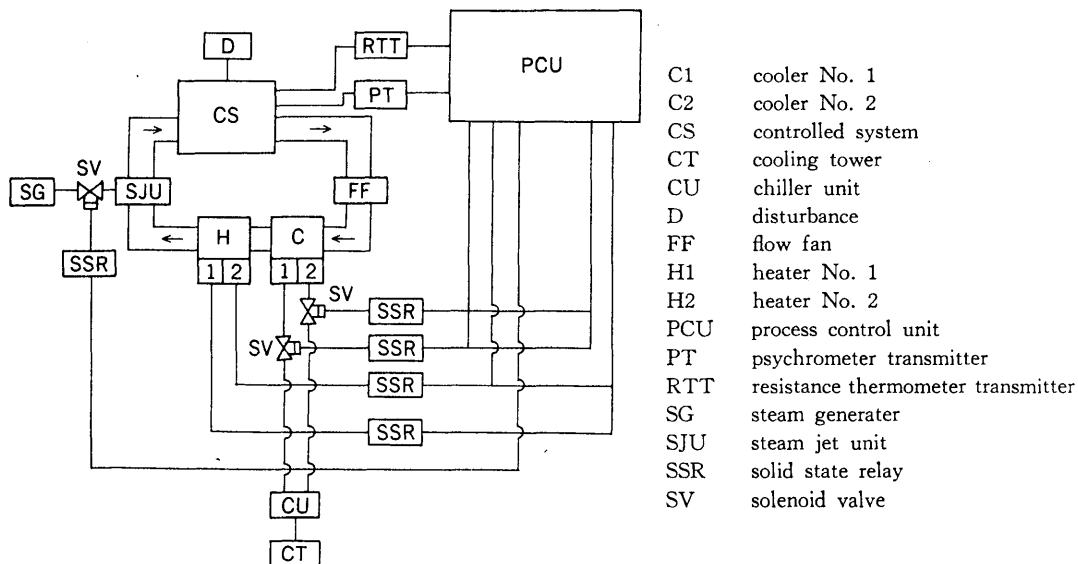 D
RTT
PCU
CS
PT
SV
SG
SJU
FF
H
C
SSR
1 2
1 2
SV
SSR
SV
SSR
SSR
SSR
CU
CT
C1 cooler No. 1
C2 cooler No. 2
CS controlled system
CT cooling tower
CU chiller unit
D disturbance
FF flow fan
H1 heater No. 1
H2 heater No. 2
PCU process control unit
PT psychrometer transmitter
RTT resistance thermometer transmitter
SG steam generater
SJU steam jet unit
SSR solid state relay
SV solenoid valve